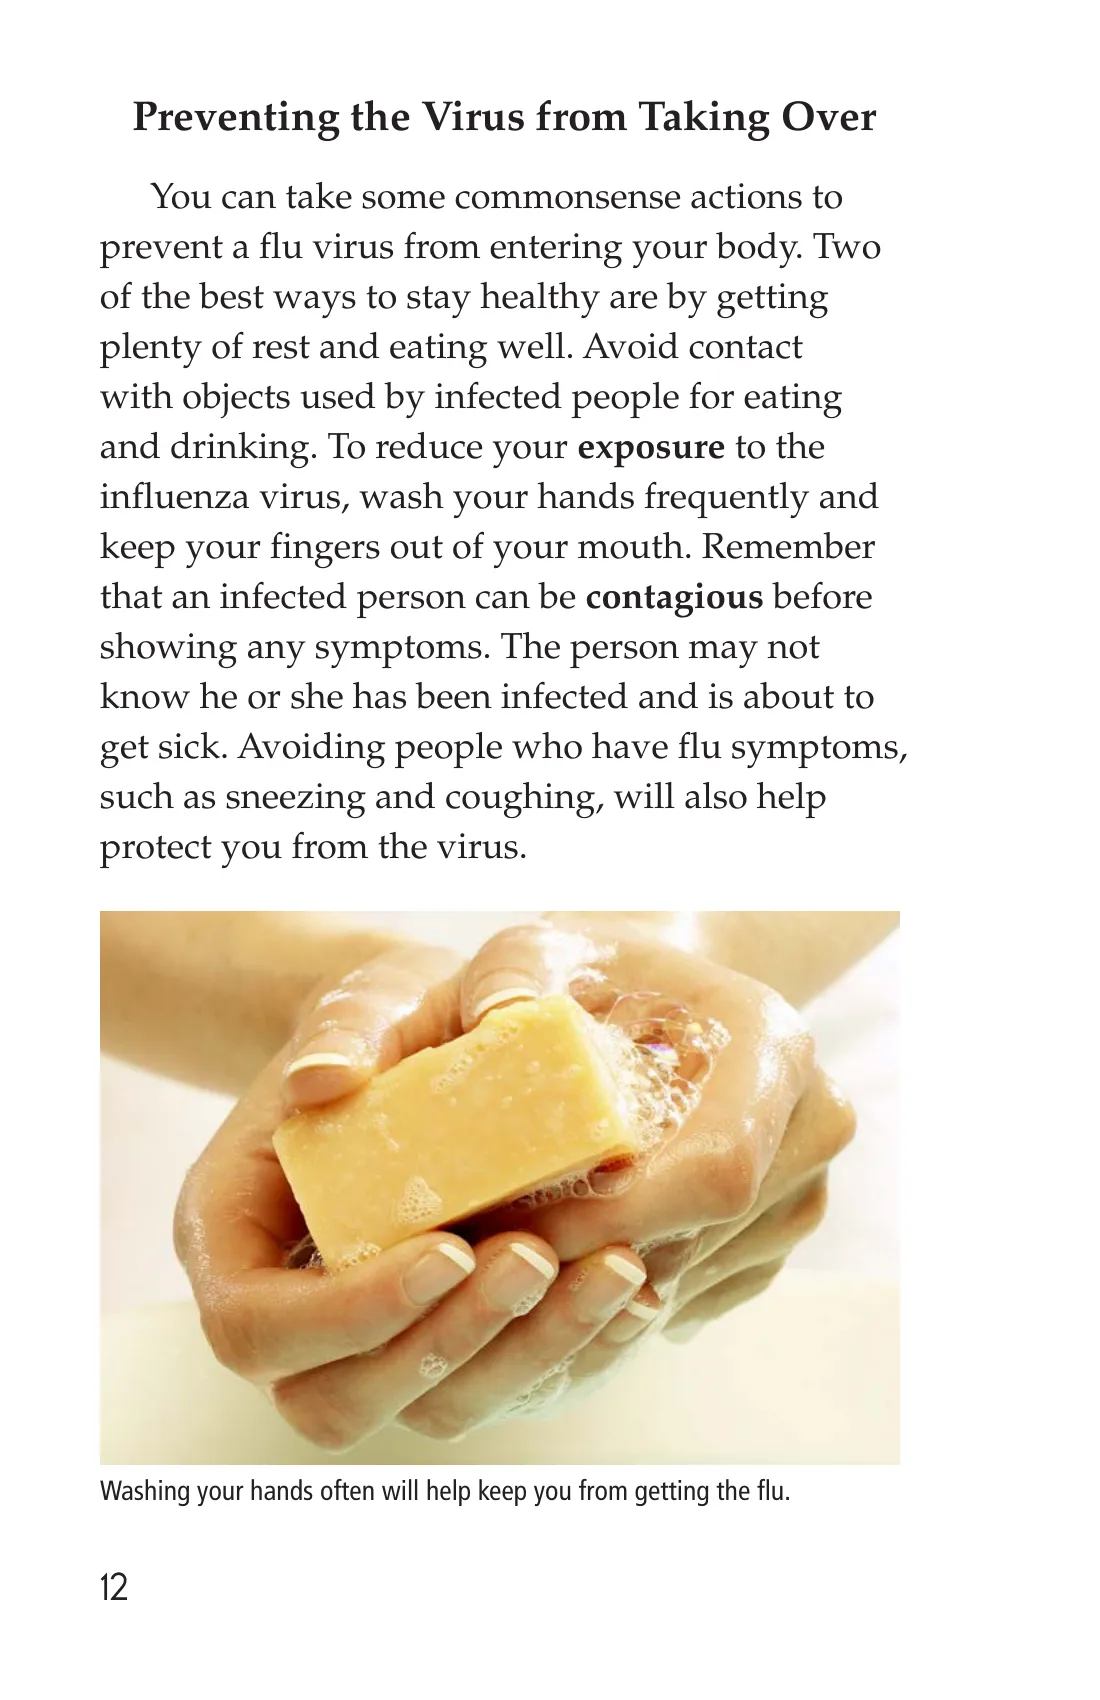 Preventing the Virus from Taking Over
You can take some commonsense actions to
prevent a flu virus from entering your body. Two
of the best ways to stay healthy are by getting
plenty of rest and eating well. Avoid contact
with objects used by infected people for eating
and drinking. To reduce your exposure to the
influenza virus, wash your hands frequently and
keep your fingers out of your mouth. Remember
that an infected person can be contagious before
showing any symptoms. The person may not
know he or she has been infected and is about to
get sick. Avoiding people who have flu symptoms,
such as sneezing and coughing, will also help
protect you from the virus.
Washing your hands often will help keep you from getting the flu.
12